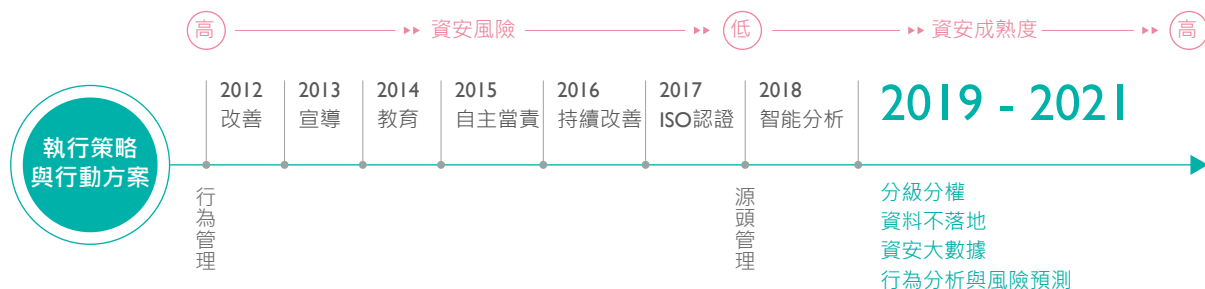 高 資安風險 低 資安成熟度 高
2012 2013 2014 2015 2016 2017 2018
改善 宣導 教育 自主當責 持續改善 ISO認證 智能分析
2019 - 2021
執行策略
與行動方案
行為管理
源頭管理
分級分權
資料不落地
資安大數據
行為分析與風險預測